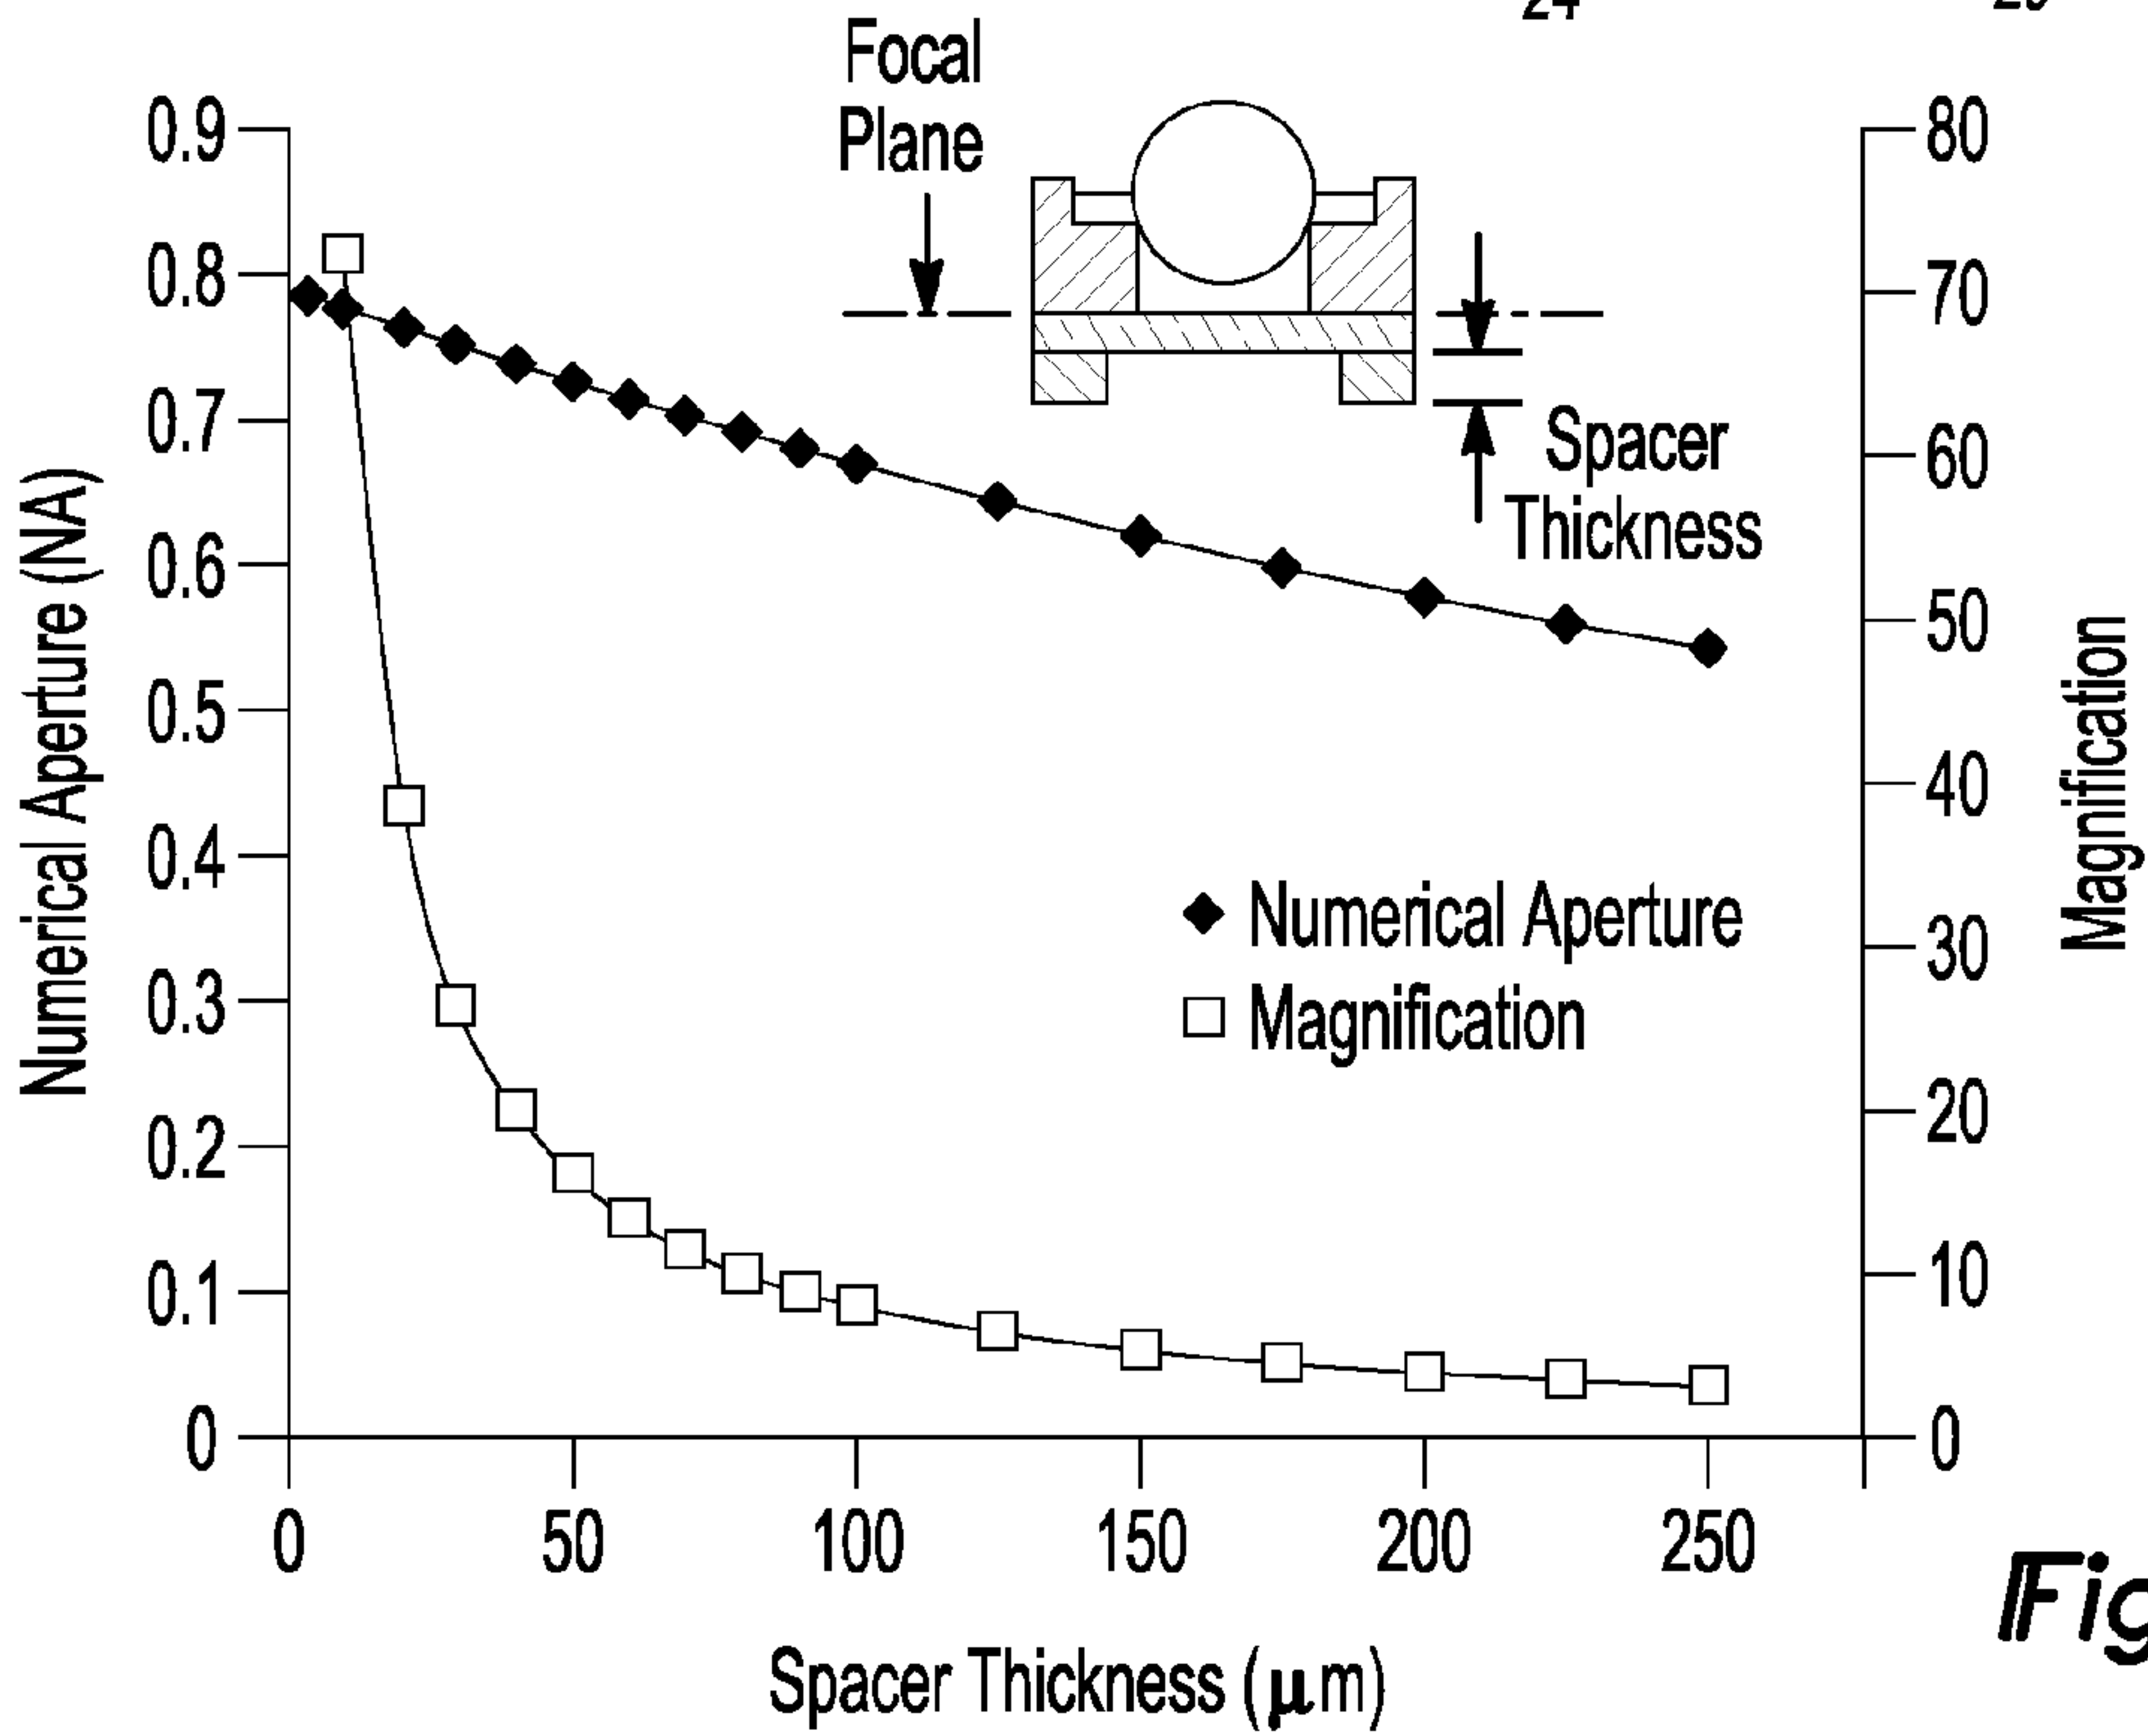 Focal
Plane
0.9
0.8
0.7
0.6
0.5
0.4
0.3
0.2
0.1
0
Numerical Aperture (NA)
Spacer
Thickness
Numerical Aperture
Magnification
80
70
60
50
40
30
20
10
0
Magnification
0 50 100 150 200 250
Spacer Thickness (μm)
Fig